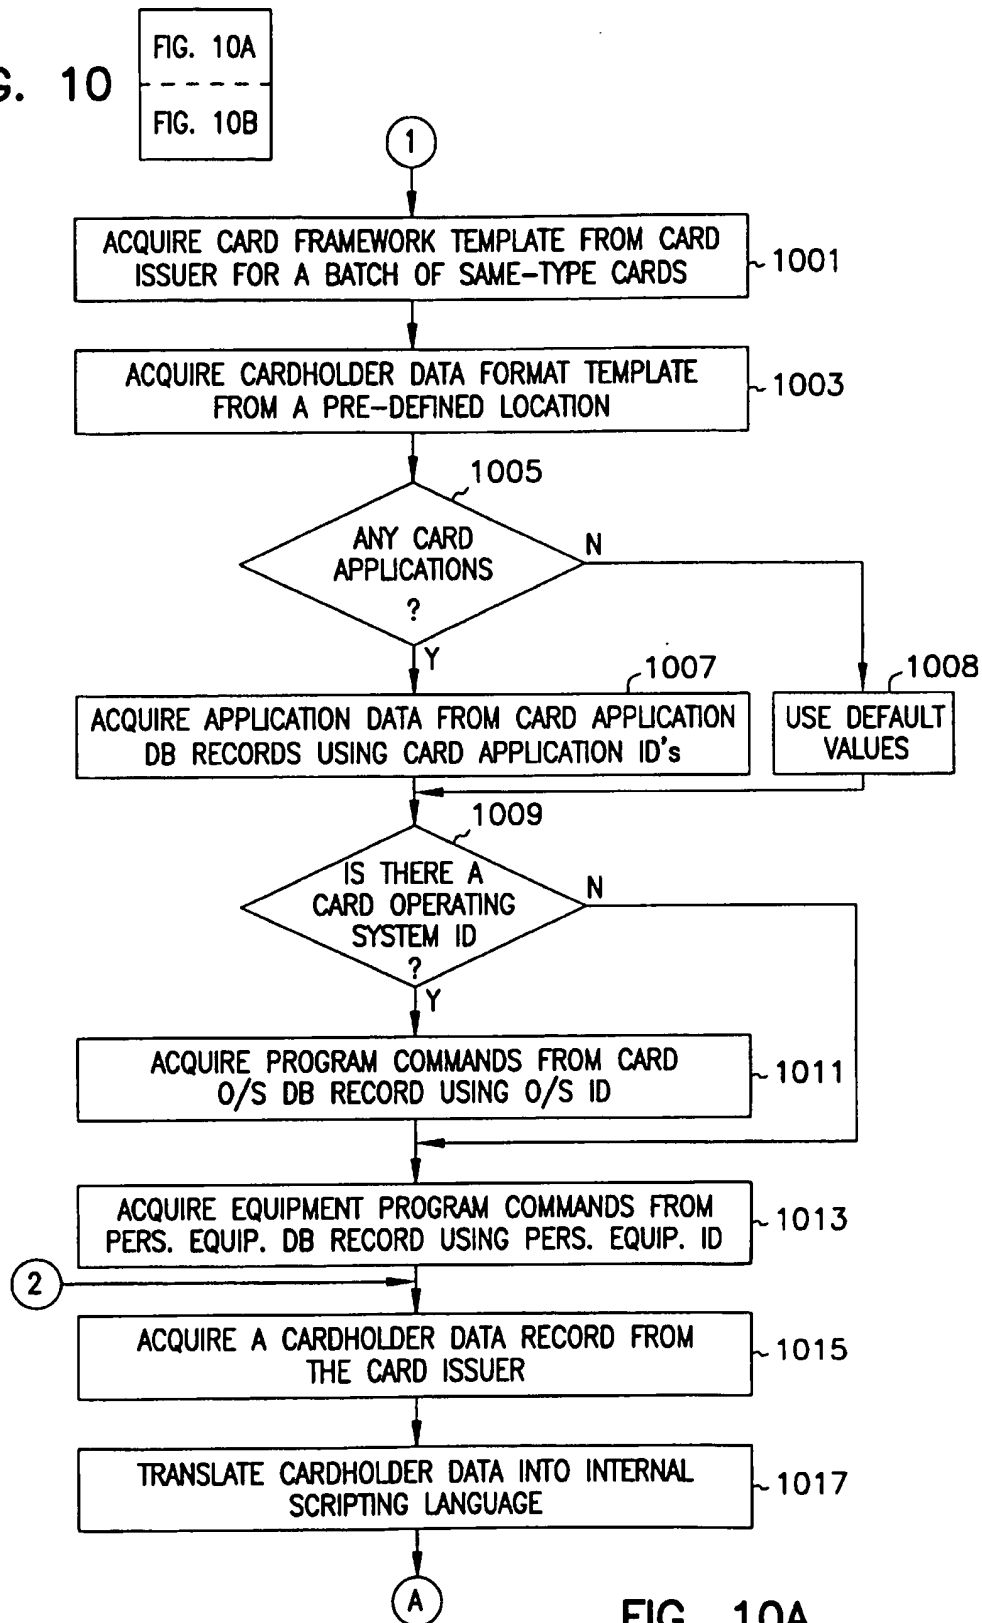 G. 10
FIG. 10A
FIG. 10B
1
ACQUIRE CARD FRAMEWORK TEMPLATE FROM CARD
ISSUER FOR A BATCH OF SAME-TYPE CARDS
1001
ACQUIRE CARDHOLDER DATA FORMAT TEMPLATE
FROM A PRE-DEFINED LOCATION
1003
1005
ANY CARD
APPLICATIONS
?
N
Y
1007
ACQUIRE APPLICATION DATA FROM CARD APPLICATION
DB RECORDS USING CARD APPLICATION ID's
1008
USE DEFAULT
VALUES
1009
IS THERE A
CARD OPERATING
SYSTEM ID
?
N
Y
ACQUIRE PROGRAM COMMANDS FROM CARD
O/S DB RECORD USING O/S ID
1011
ACQUIRE EQUIPMENT PROGRAM COMMANDS FROM
PERS. EQUIP. DB RECORD USING PERS. EQUIP. ID
1013
2
ACQUIRE A CARDHOLDER DATA RECORD FROM
THE CARD ISSUER
1015
TRANSLATE CARDHOLDER DATA INTO INTERNAL
SCRIPTING LANGUAGE
1017
A
FIG. 10A